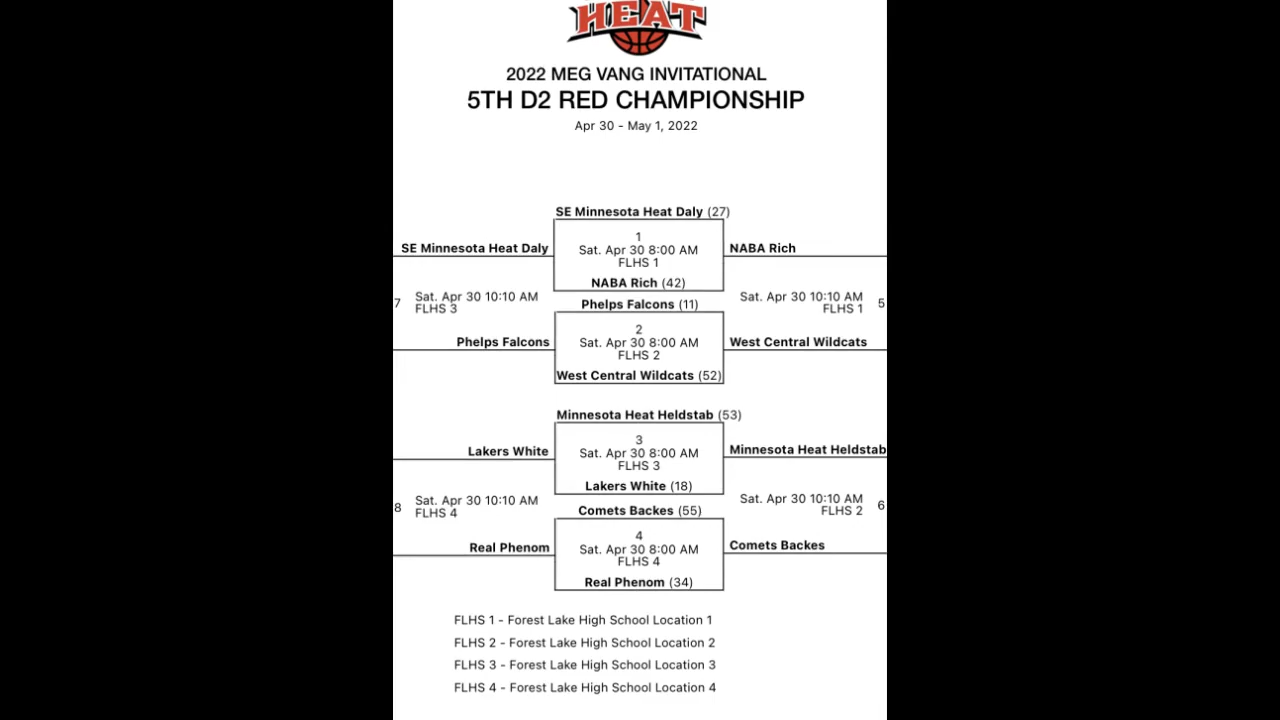 HEAT
2022 MEG VANG INVITATIONAL
5TH D2 RED CHAMPIONSHIP
Apr 30 - May 1, 2022
SE Minnesota Heat Daly (27)
1
SE Minnesota Heat Daly
Sat. Apr 30 8:00 AM
NABA Rich
FLHS 1
NABA Rich (42)
7
Sat. Apr 30 10:10 AM
FLHS 3
Phelps Falcons (11)
Sat. Apr 30 10:10 AM
FLHS 1
5
2
Phelps Falcons
Sat. Apr 30 8:00 AM
West Central Wildcats
FLHS 2
West Central Wildcats (52)
Minnesota Heat Heldstab (53)
3
Lakers White
Sat. Apr 30 8:00 AM
Minnesota Heat Heldstab
FLHS 3
Lakers White (18)
8
Sat. Apr 30 10:10 AM
FLHS 4
Comets Backes (55)
Sat. Apr 30 10:10 AM
FLHS 2
6
4
Real Phenom
Sat. Apr 30 8:00 AM
Comets Backes
FLHS 4
Real Phenom (34)
FLHS 1 - Forest Lake High School Location 1
FLHS 2 - Forest Lake High School Location 2
FLHS 3 - Forest Lake High School Location 3
FLHS 4 - Forest Lake High School Location 4